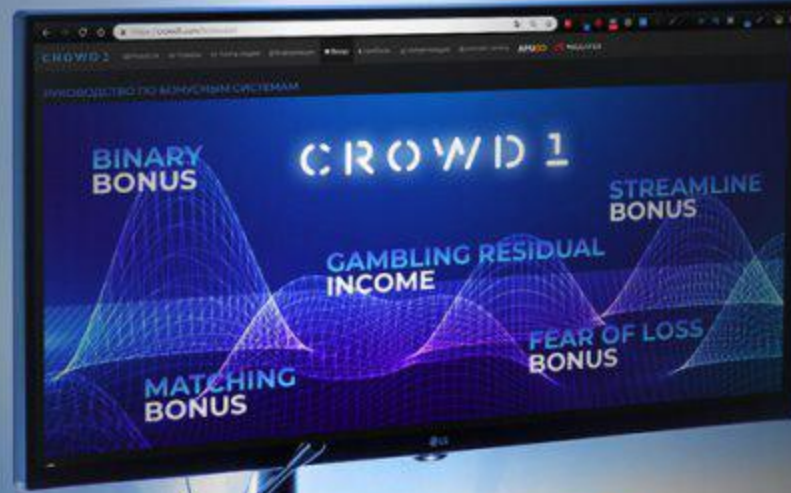 CROWD 1
РУКОВОДСТВО ПО БОНУСНЫМ СИСТЕМАМ
BINARY
BONUS
CROWD 1
STREAMLINE
BONUS
GAMBLING RESIDUAL
INCOME
FEAR OF LOSS
BONUS
MATCHING
BONUS
LG